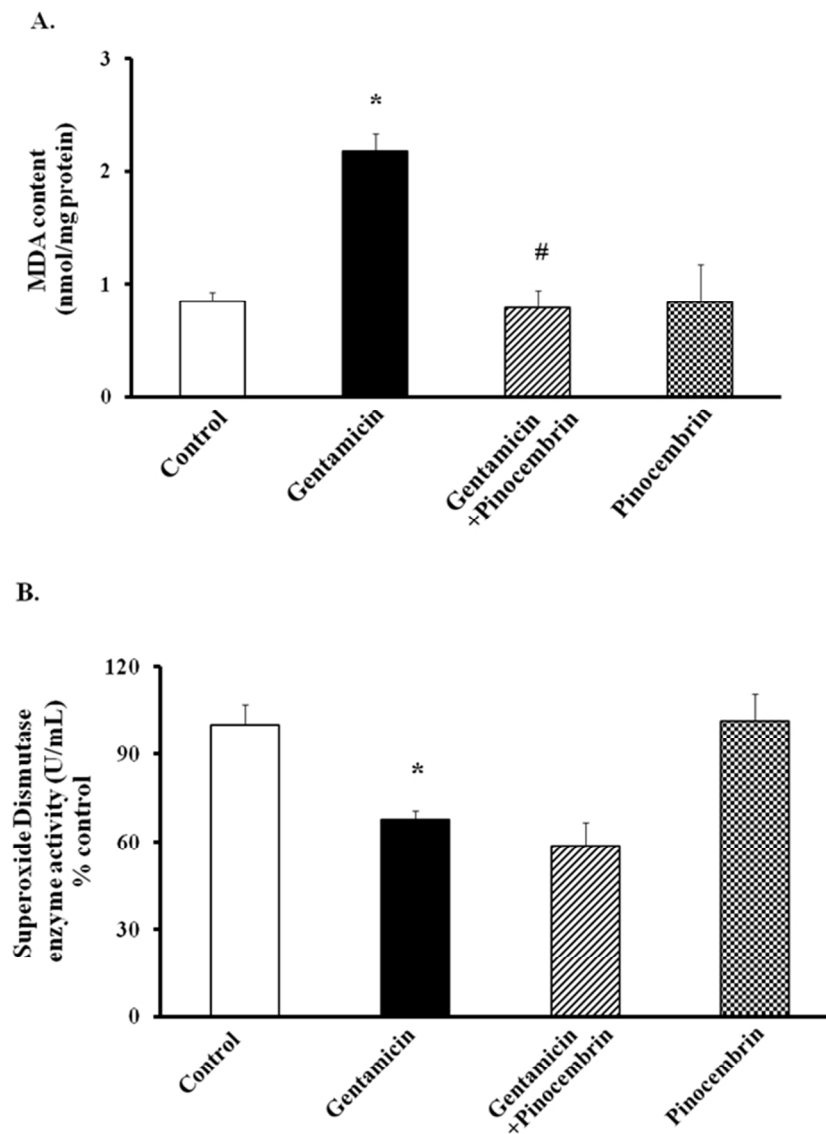 A.
3
2
1
0
MDA content
(nmol/mg protein)
*
#
Control
Gentamicin
Gentamicin
+Pinocembrin
Pinocembrin
B.
120
90
60
30
0
Superoxide Dismutase
enzyme activity (U/mL)
% control
*
Control
Gentamicin
Gentamicin
+Pinocembrin
Pinocembrin